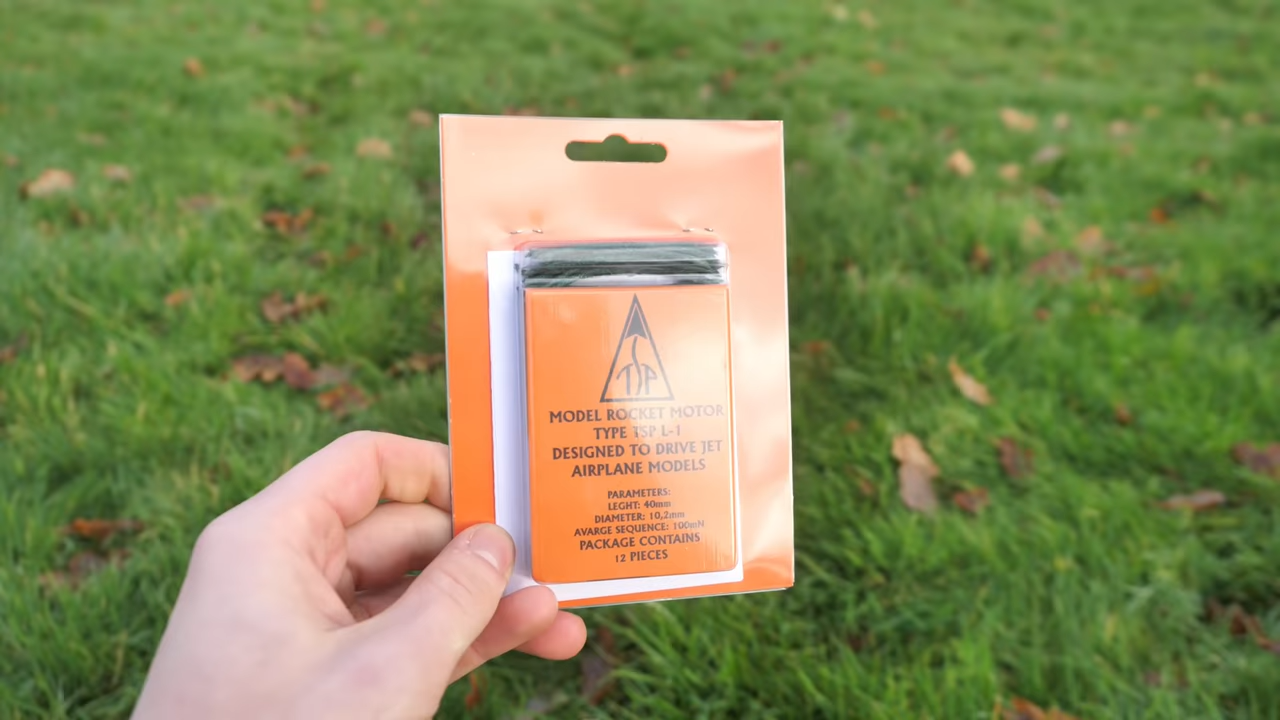 TSP
MODEL ROCKET MOTOR
TYPE TSP L-1
DESIGNED TO DRIVE JET
AIRPLANE MODELS
PARAMETERS:
LEGHT: 40mm
DIAMETER: 10,2mm
AVARGE SEQUENCE: 100mN
PACKAGE CONTAINS
12 PIECES